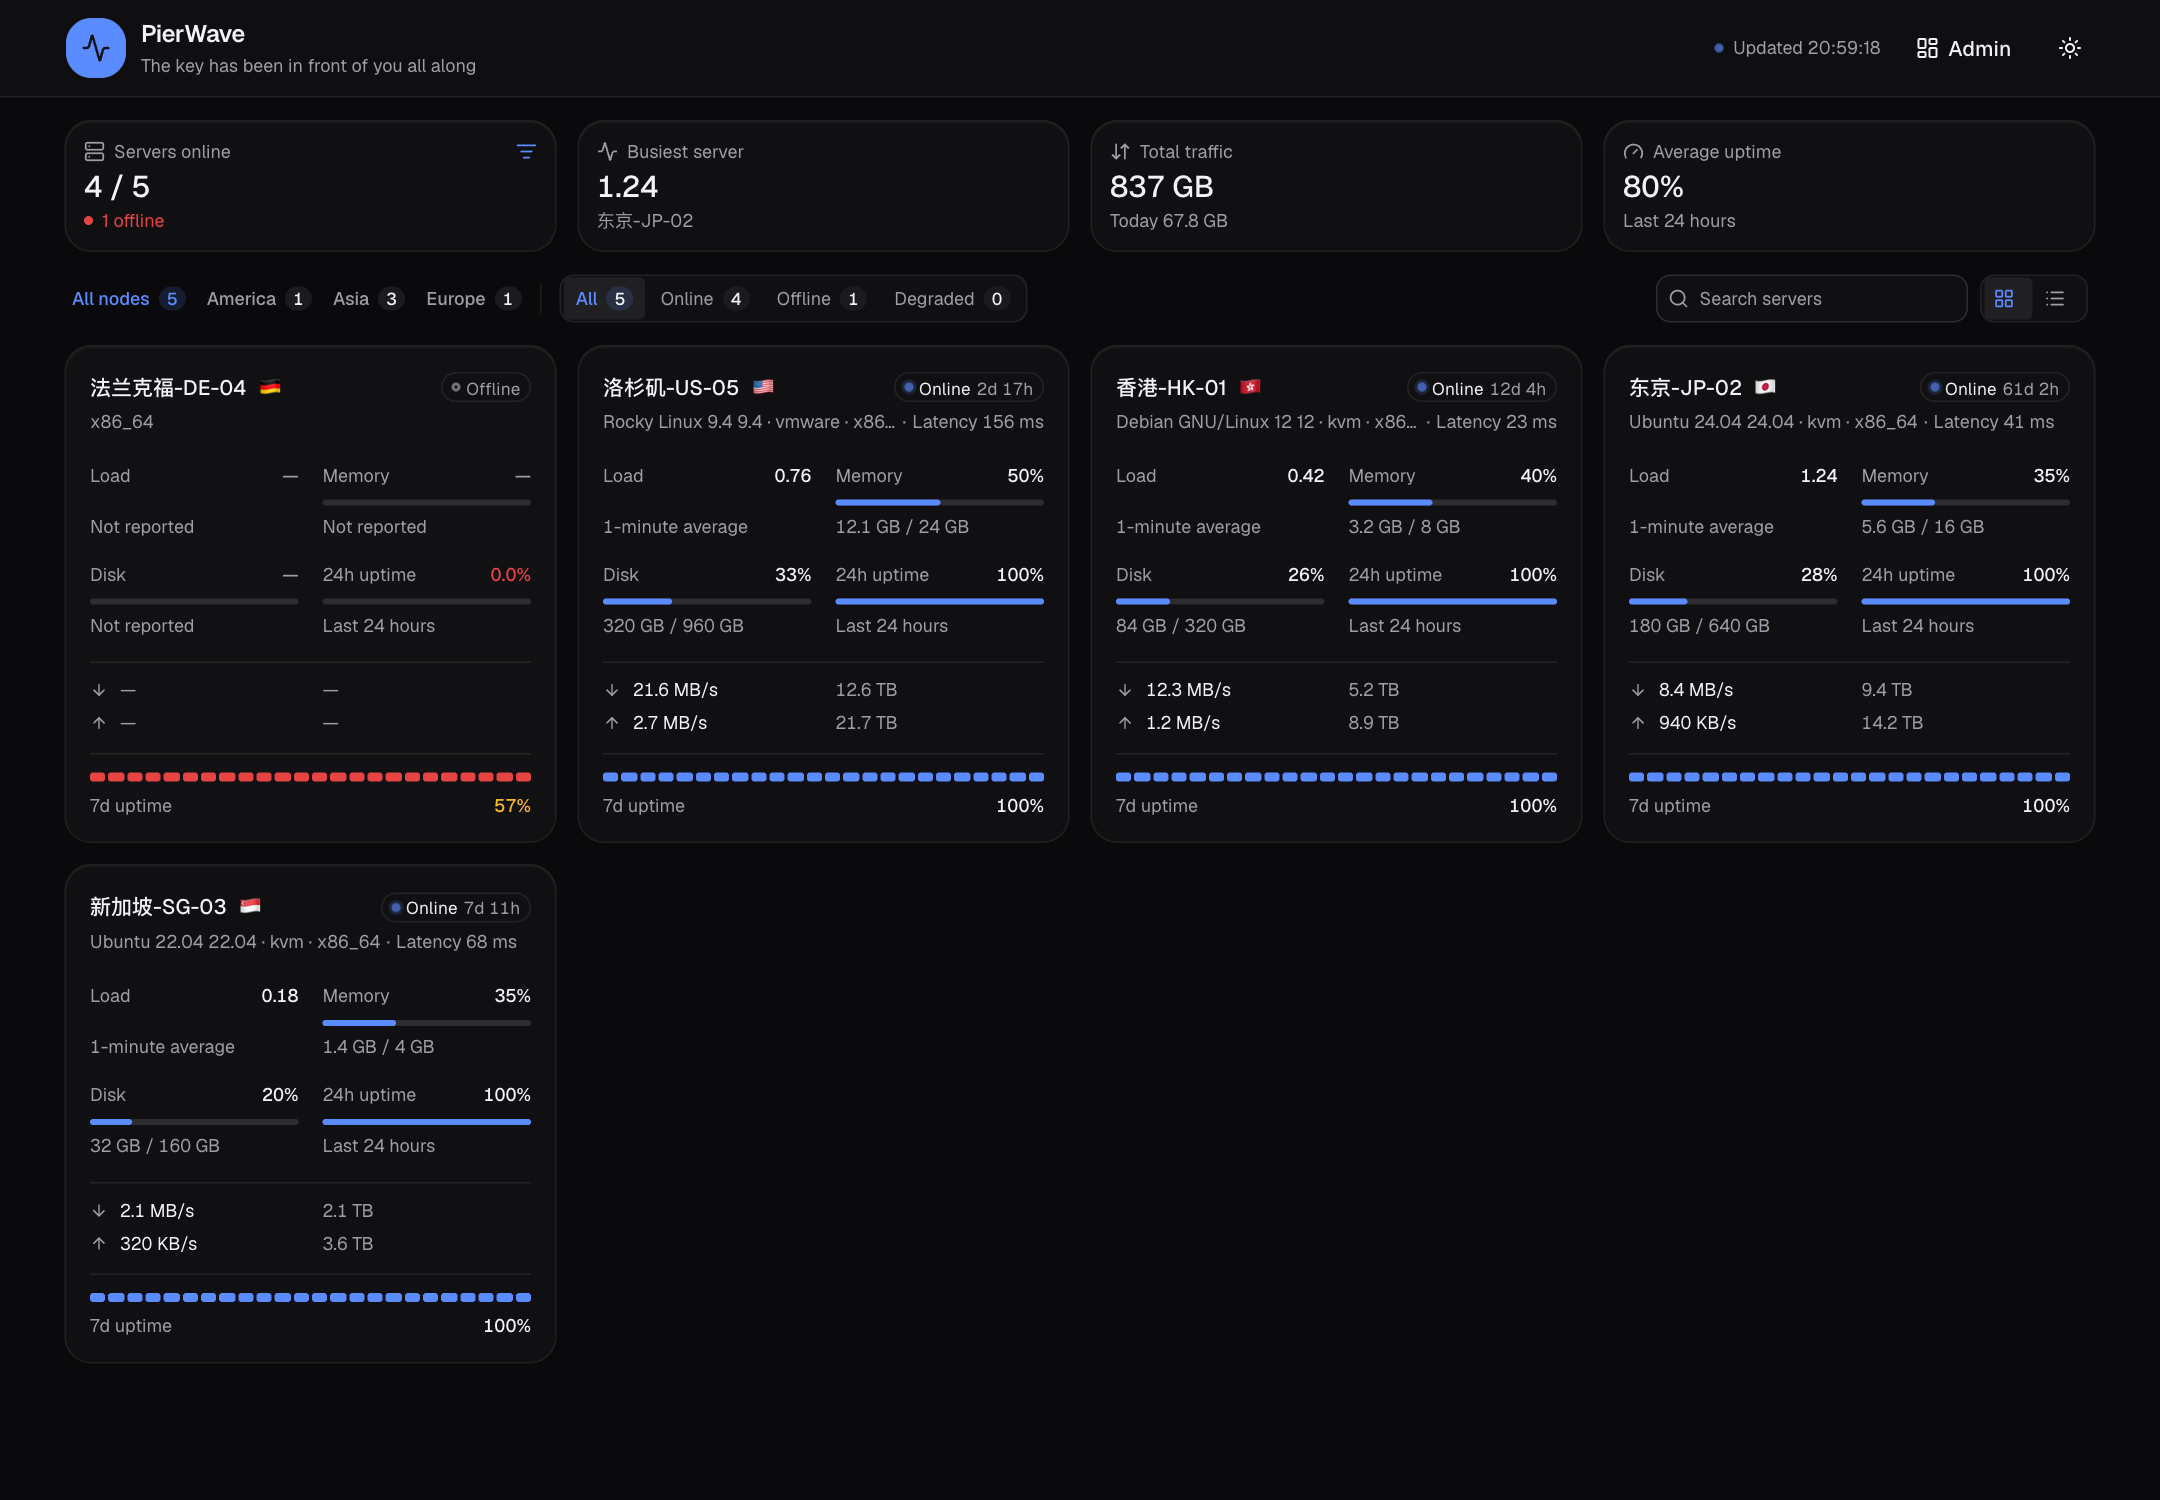 PierWave
The key has been in front of you all along
Updated 20:59:18
Admin
Servers online
4 / 5
1 offline
Busiest server
1.24
东京-JP-02
Total traffic
837 GB
Today 67.8 GB
Average uptime
80%
Last 24 hours
All nodes 5 America 1 Asia 3 Europe 1
All 5 Online 4 Offline 1 Degraded 0
Search servers
法兰克福-DE-04
Offline
x86_64
Load —
Memory —
Not reported
Not reported
Disk —
24h uptime 0.0%
Not reported
Last 24 hours
↓ — —
↑ — —
7d uptime 57%
洛杉矶-US-05
Online 2d 17h
Rocky Linux 9.4 9.4 · vmware · x86... · Latency 156 ms
Load 0.76
Memory 50%
1-minute average
12.1 GB / 24 GB
Disk 33%
24h uptime 100%
320 GB / 960 GB
Last 24 hours
↓ 21.6 MB/s 12.6 TB
↑ 2.7 MB/s 21.7 TB
7d uptime 100%
香港-HK-01
Online 12d 4h
Debian GNU/Linux 12 12 · kvm · x86... · Latency 23 ms
Load 0.42
Memory 40%
1-minute average
3.2 GB / 8 GB
Disk 26%
24h uptime 100%
84 GB / 320 GB
Last 24 hours
↓ 12.3 MB/s 5.2 TB
↑ 1.2 MB/s 8.9 TB
7d uptime 100%
东京-JP-02
Online 61d 2h
Ubuntu 24.04 24.04 · kvm · x86_64 · Latency 41 ms
Load 1.24
Memory 35%
1-minute average
5.6 GB / 16 GB
Disk 28%
24h uptime 100%
180 GB / 640 GB
Last 24 hours
↓ 8.4 MB/s 9.4 TB
↑ 940 KB/s 14.2 TB
7d uptime 100%
新加坡-SG-03
Online 7d 11h
Ubuntu 22.04 22.04 · kvm · x86_64 · Latency 68 ms
Load 0.18
Memory 35%
1-minute average
1.4 GB / 4 GB
Disk 20%
24h uptime 100%
32 GB / 160 GB
Last 24 hours
↓ 2.1 MB/s 2.1 TB
↑ 320 KB/s 3.6 TB
7d uptime 100%